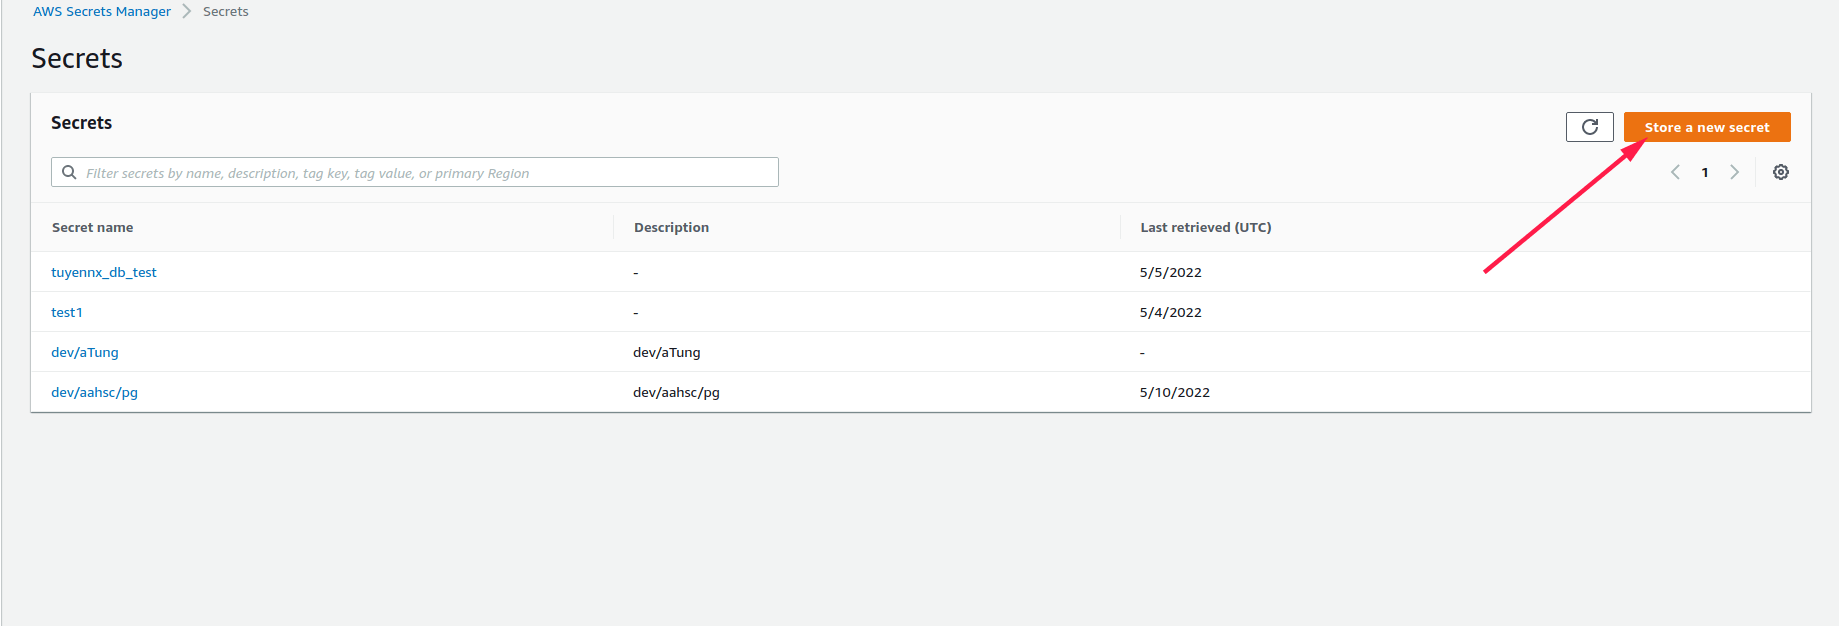 AWS Secrets Manager > Secrets
Secrets
Secrets
Store a new secret
Filter secrets by name, description, tag key, tag value, or primary Region
1
Secret name Description Last retrieved (UTC)
tuyennx_db_test - 5/5/2022
test1 - 5/4/2022
dev/aTung dev/aTung -
dev/aahsc/pg dev/aahsc/pg 5/10/2022